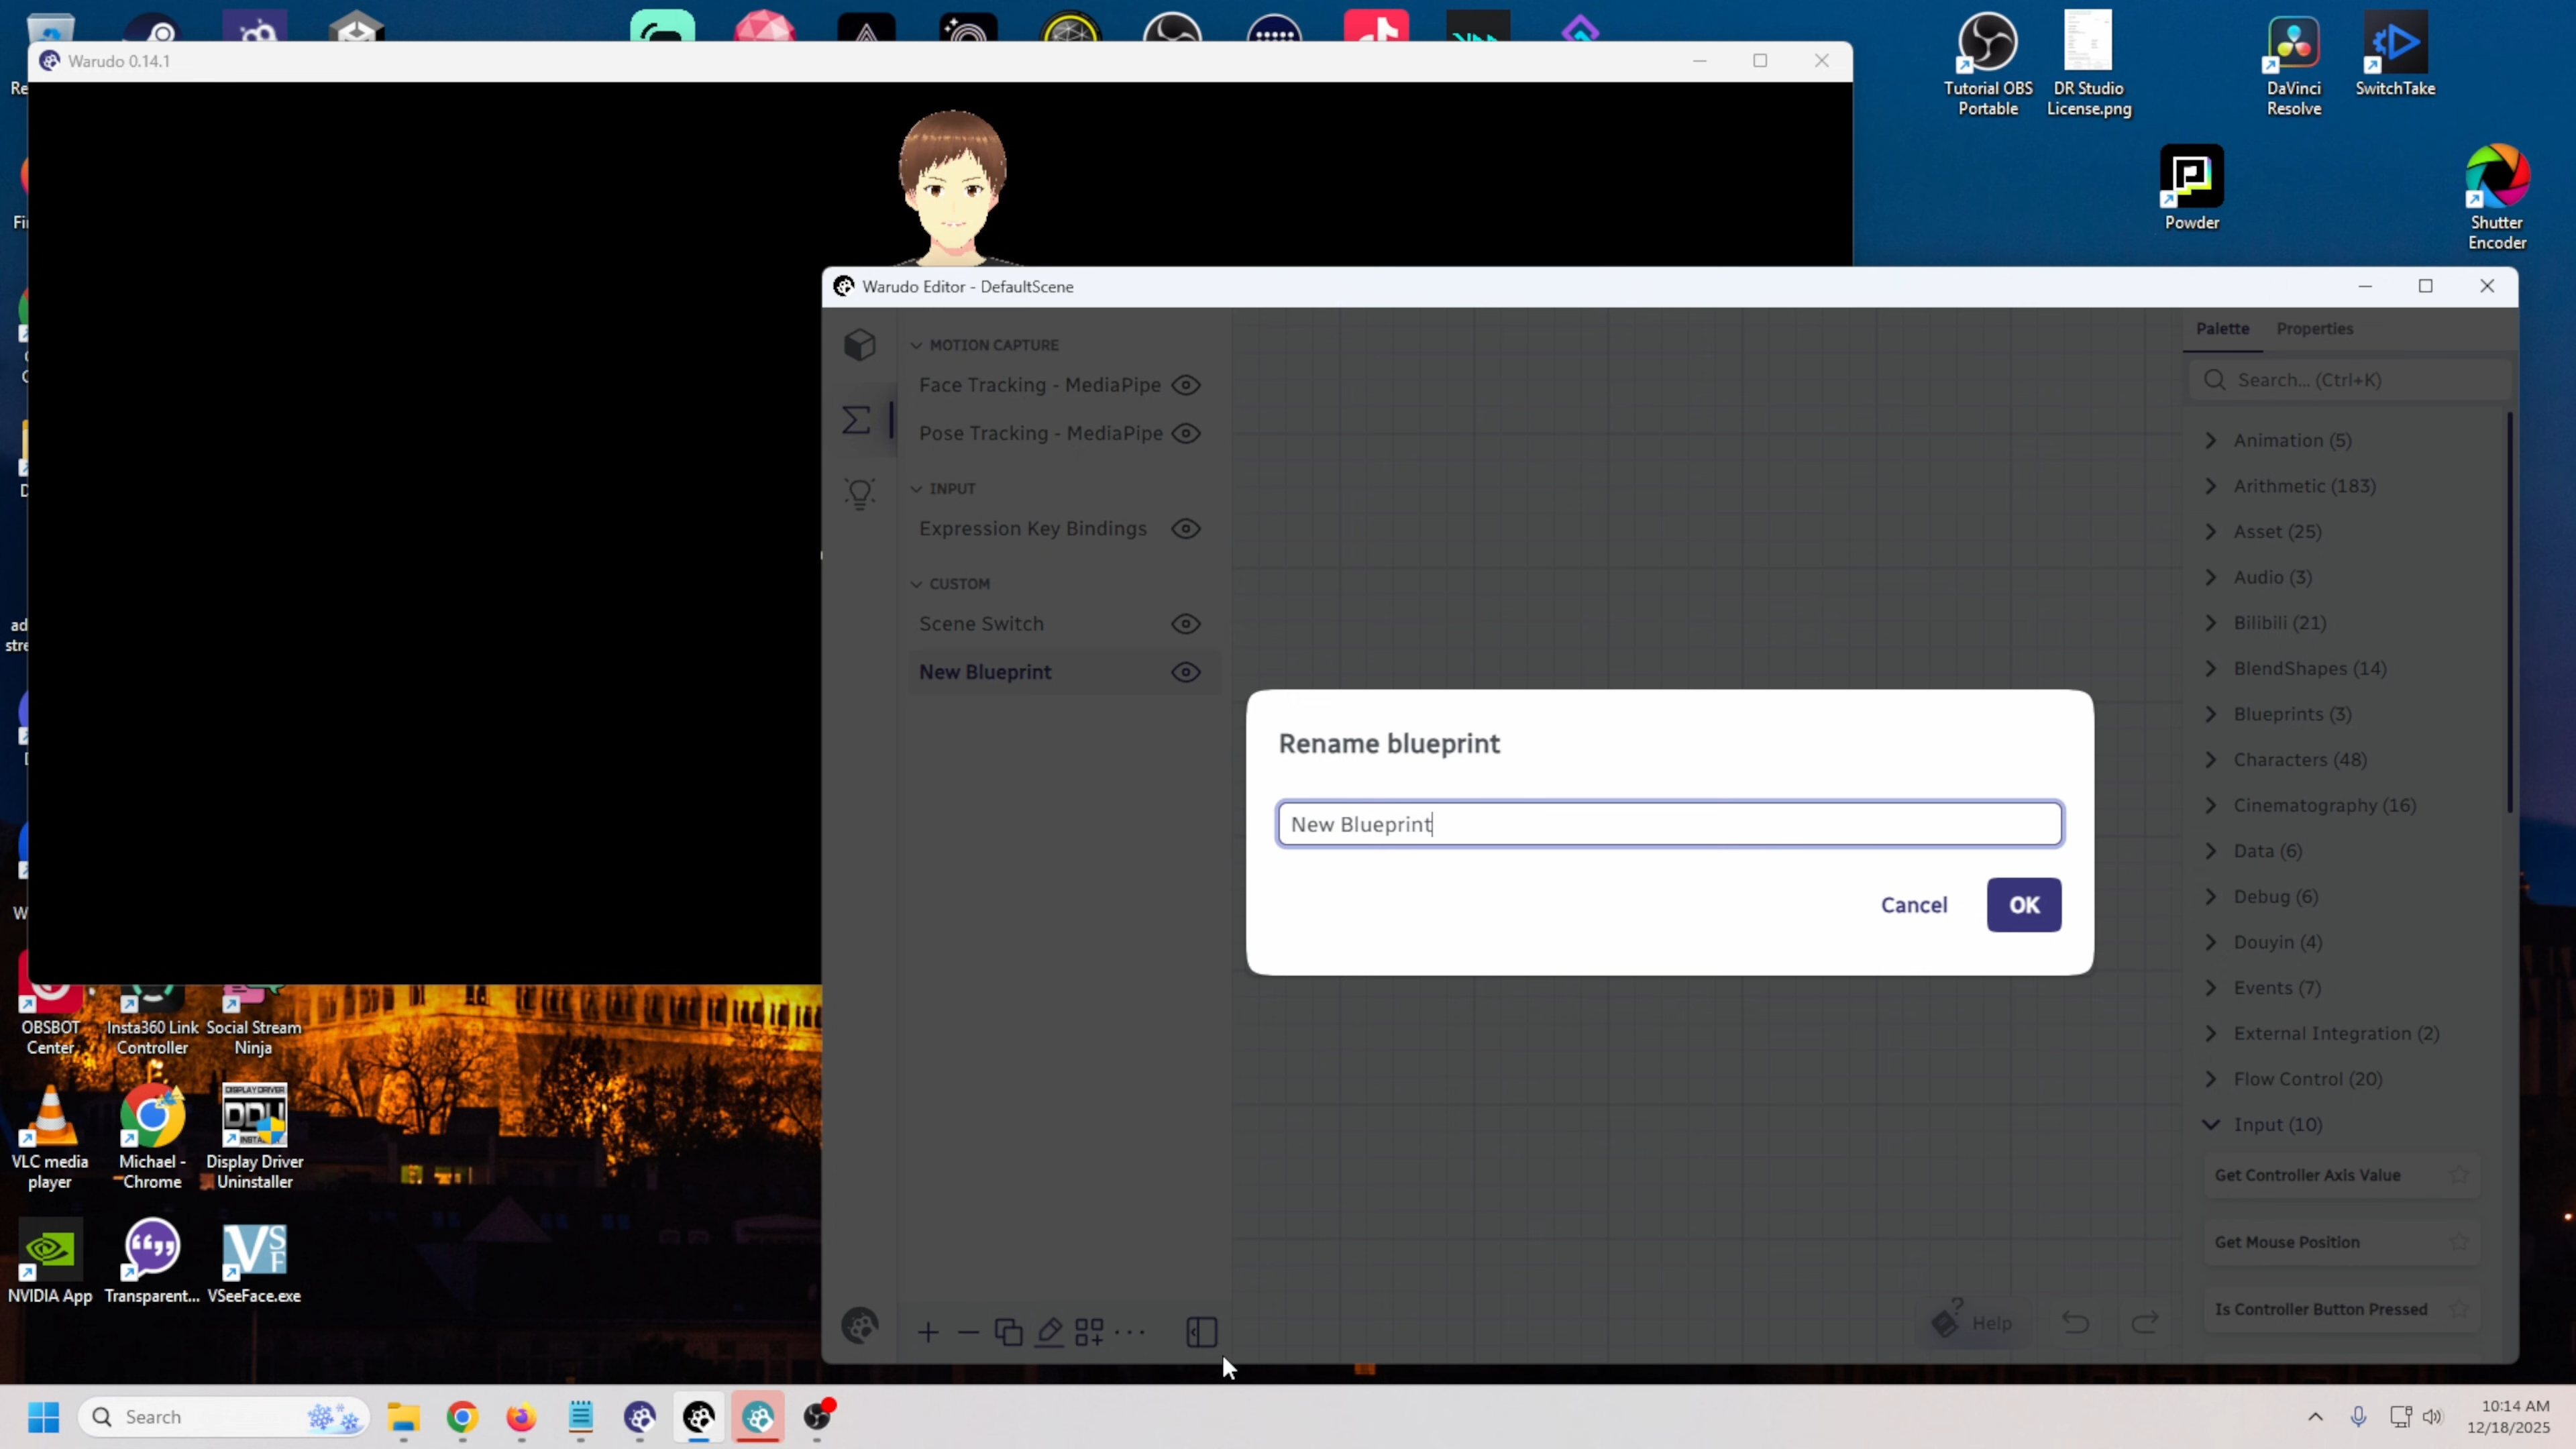 Warudo 0.14.1
Tutorial OBS
Portable
DR Studio
License.png
DaVinci
Resolve
SwitchTake
Powder
Shutter
Encoder
Warudo Editor - DefaultScene
MOTION CAPTURE
Face Tracking - MediaPipe
Pose Tracking - MediaPipe
INPUT
Expression Key Bindings
CUSTOM
Scene Switch
New Blueprint
Palette
Properties
Search... (Ctrl+K)
Animation (5)
Arithmetic (183)
Asset (25)
Audio (3)
Bilibili (21)
BlendShapes (14)
Blueprints (3)
Characters (48)
Cinematography (16)
Data (6)
Debug (6)
Douyin (4)
Events (7)
External Integration (2)
Flow Control (20)
Input (10)
Get Controller Axis Value
Get Mouse Position
Is Controller Button Pressed
Rename blueprint
New Blueprint
Cancel
OK
Help
OBSBOT
Center
Insta360 Link
Controller
Social Stream
Ninja
VLC media
player
Michael -
Chrome
DISPLAY DRIVER
DDU
Display Driver
Uninstaller
NVIDIA App
Transparent...
VSeeFace.exe
Search
10:14 AM
12/18/2025